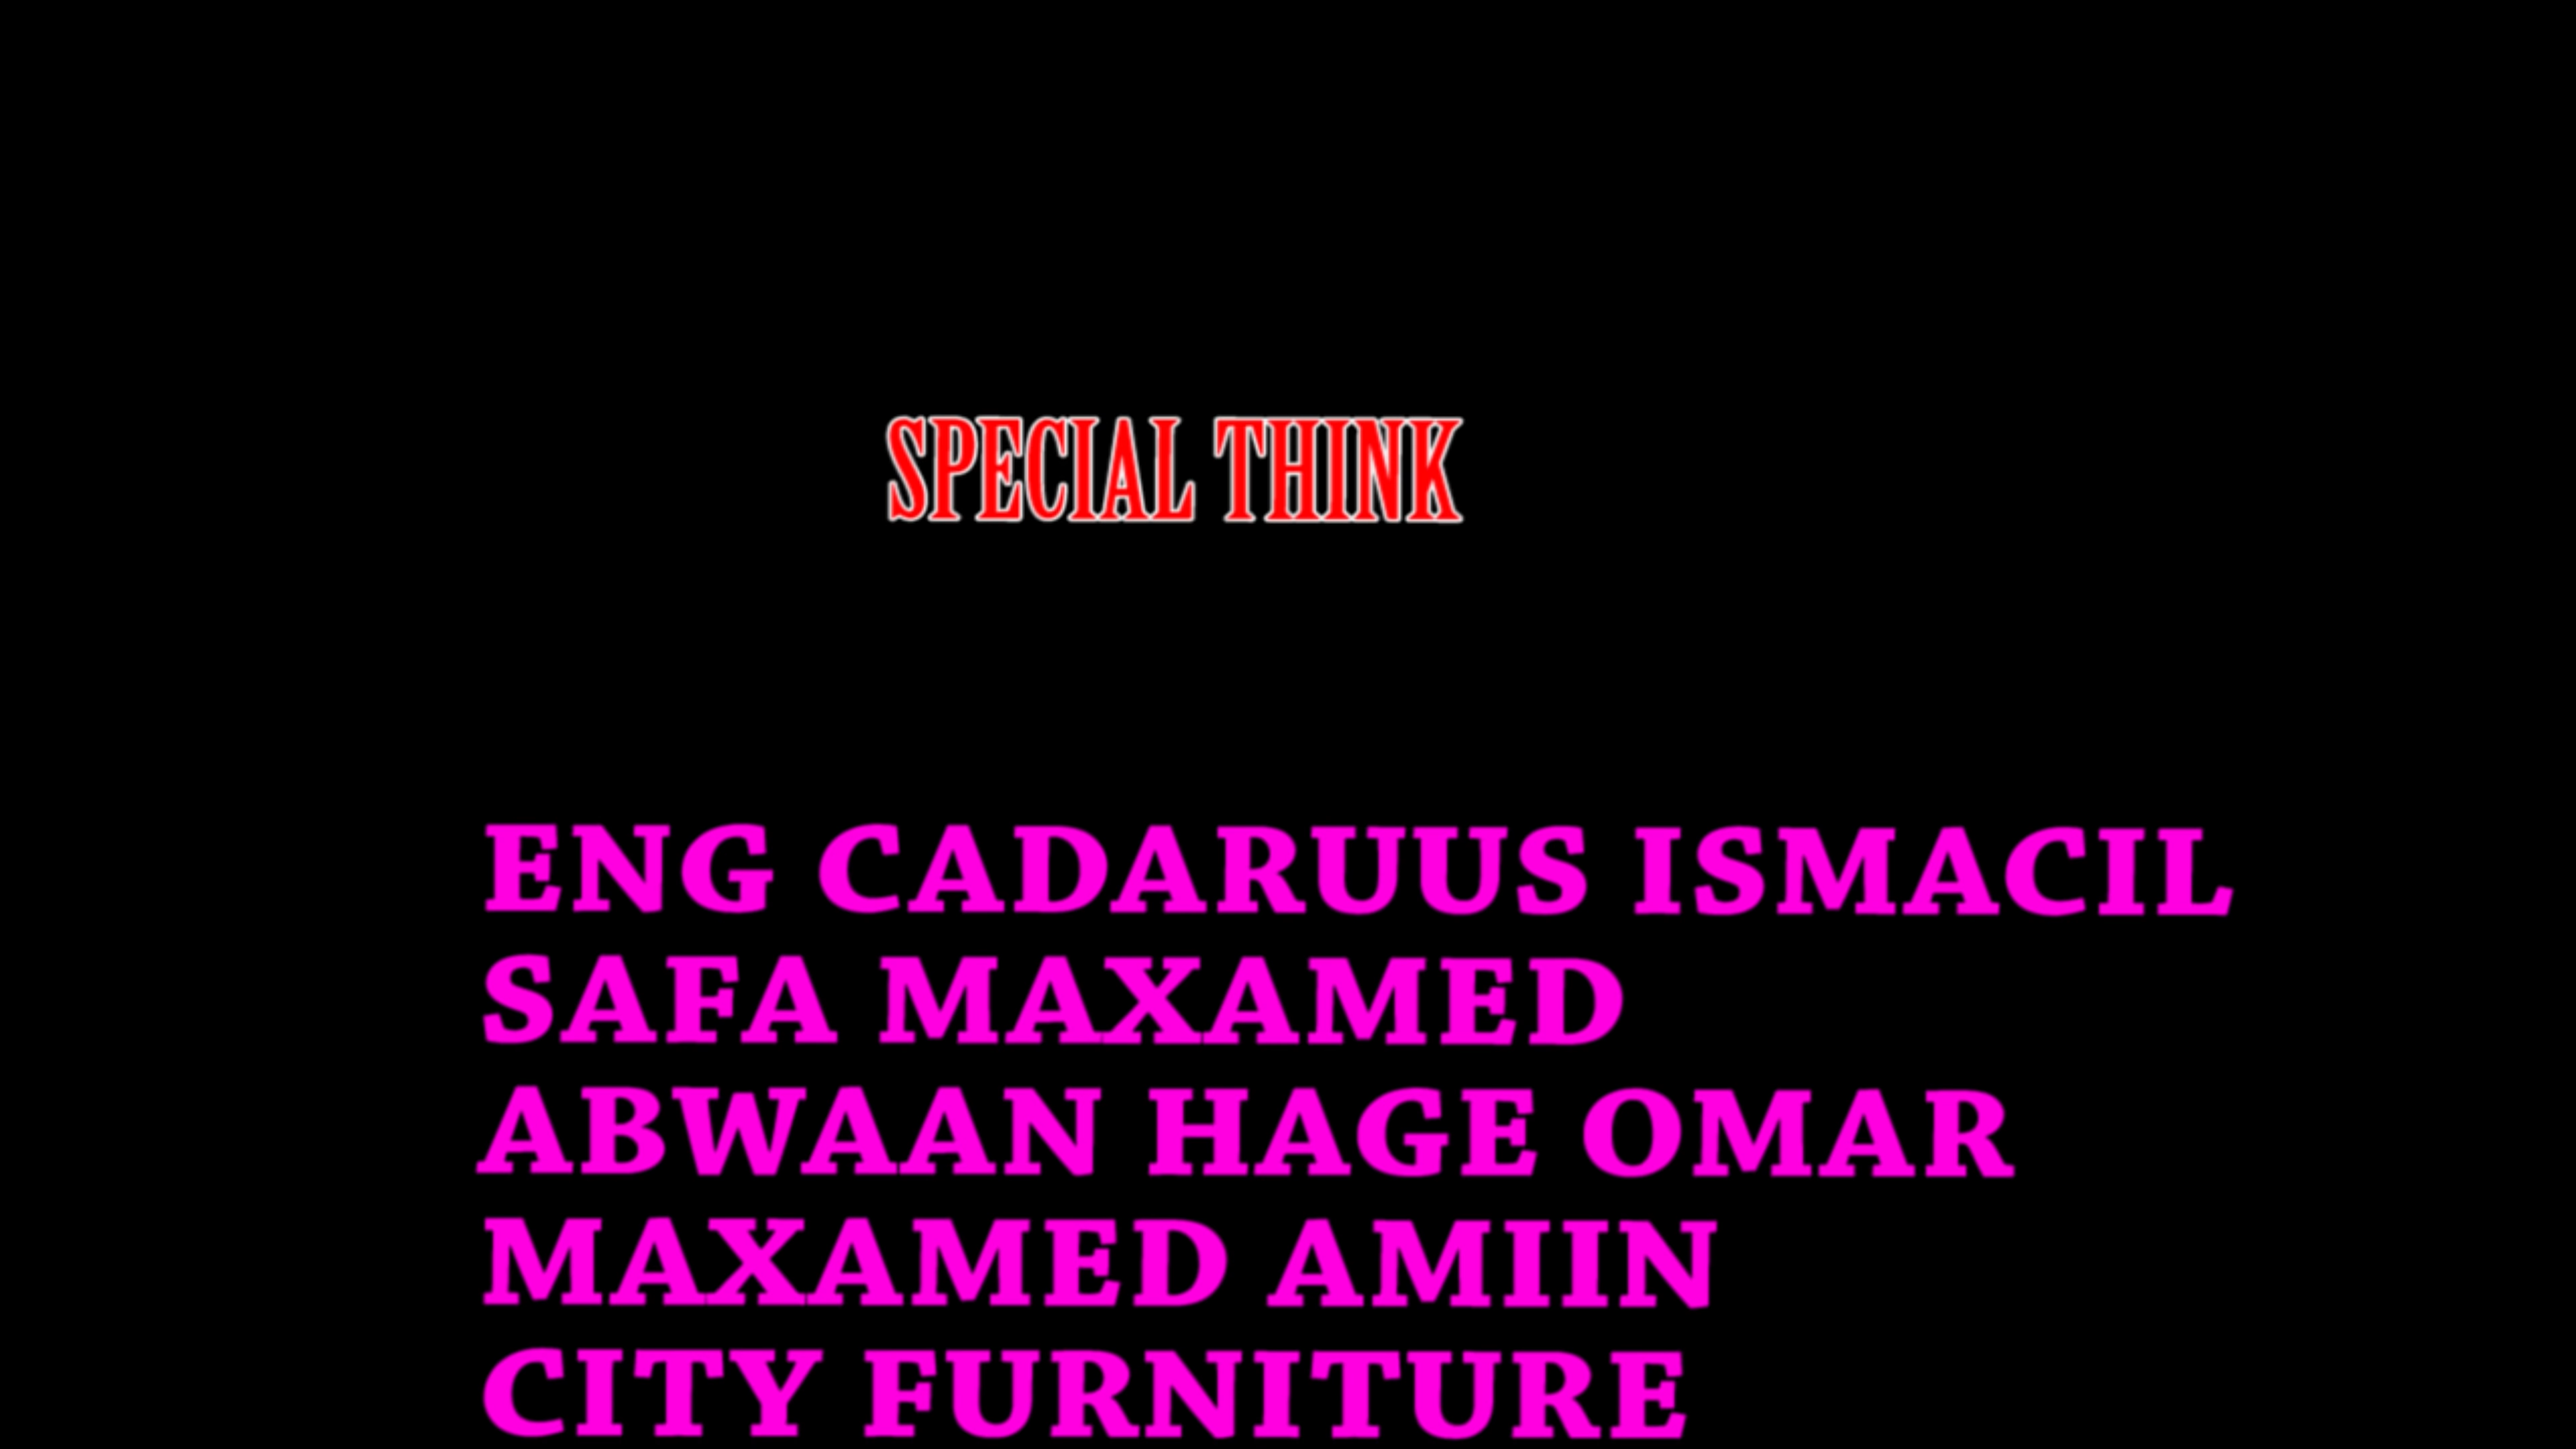 SPECIAL THINK
ENG CADARUUS ISMACIL
SAFA MAXAMED
ABWAAN HAGE OMAR
MAXAMED AMIIN
CITY FURNITURE